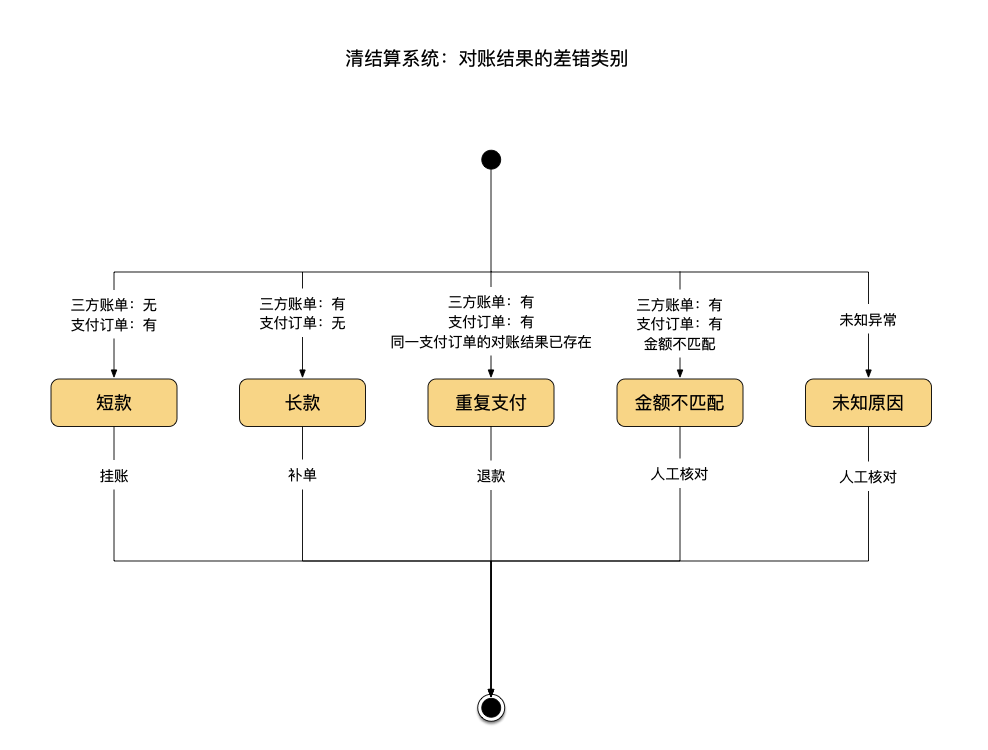 清结算系统：对账结果的差错类别
三方账单：无
支付订单：有
三方账单：有
支付订单：无
三方账单：有
支付订单：有
同一支付订单的对账结果已存在
三方账单：有
支付订单：有
金额不匹配
未知异常
短款
长款
重复支付
金额不匹配
未知原因
挂账
补单
退款
人工核对
人工核对